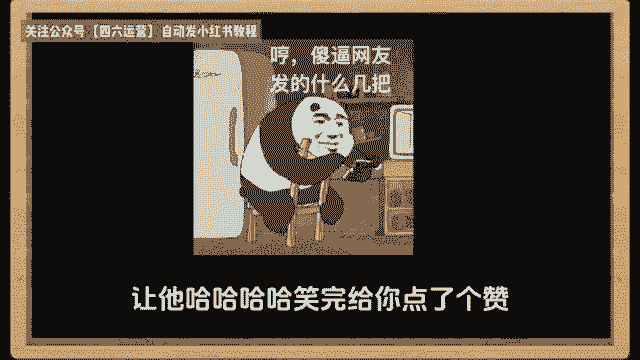 关注公众号【四六运营】自动发小红书教程
哼，傻逼网友
发的什么几把
让他哈哈哈哈笑完给你点了个赞